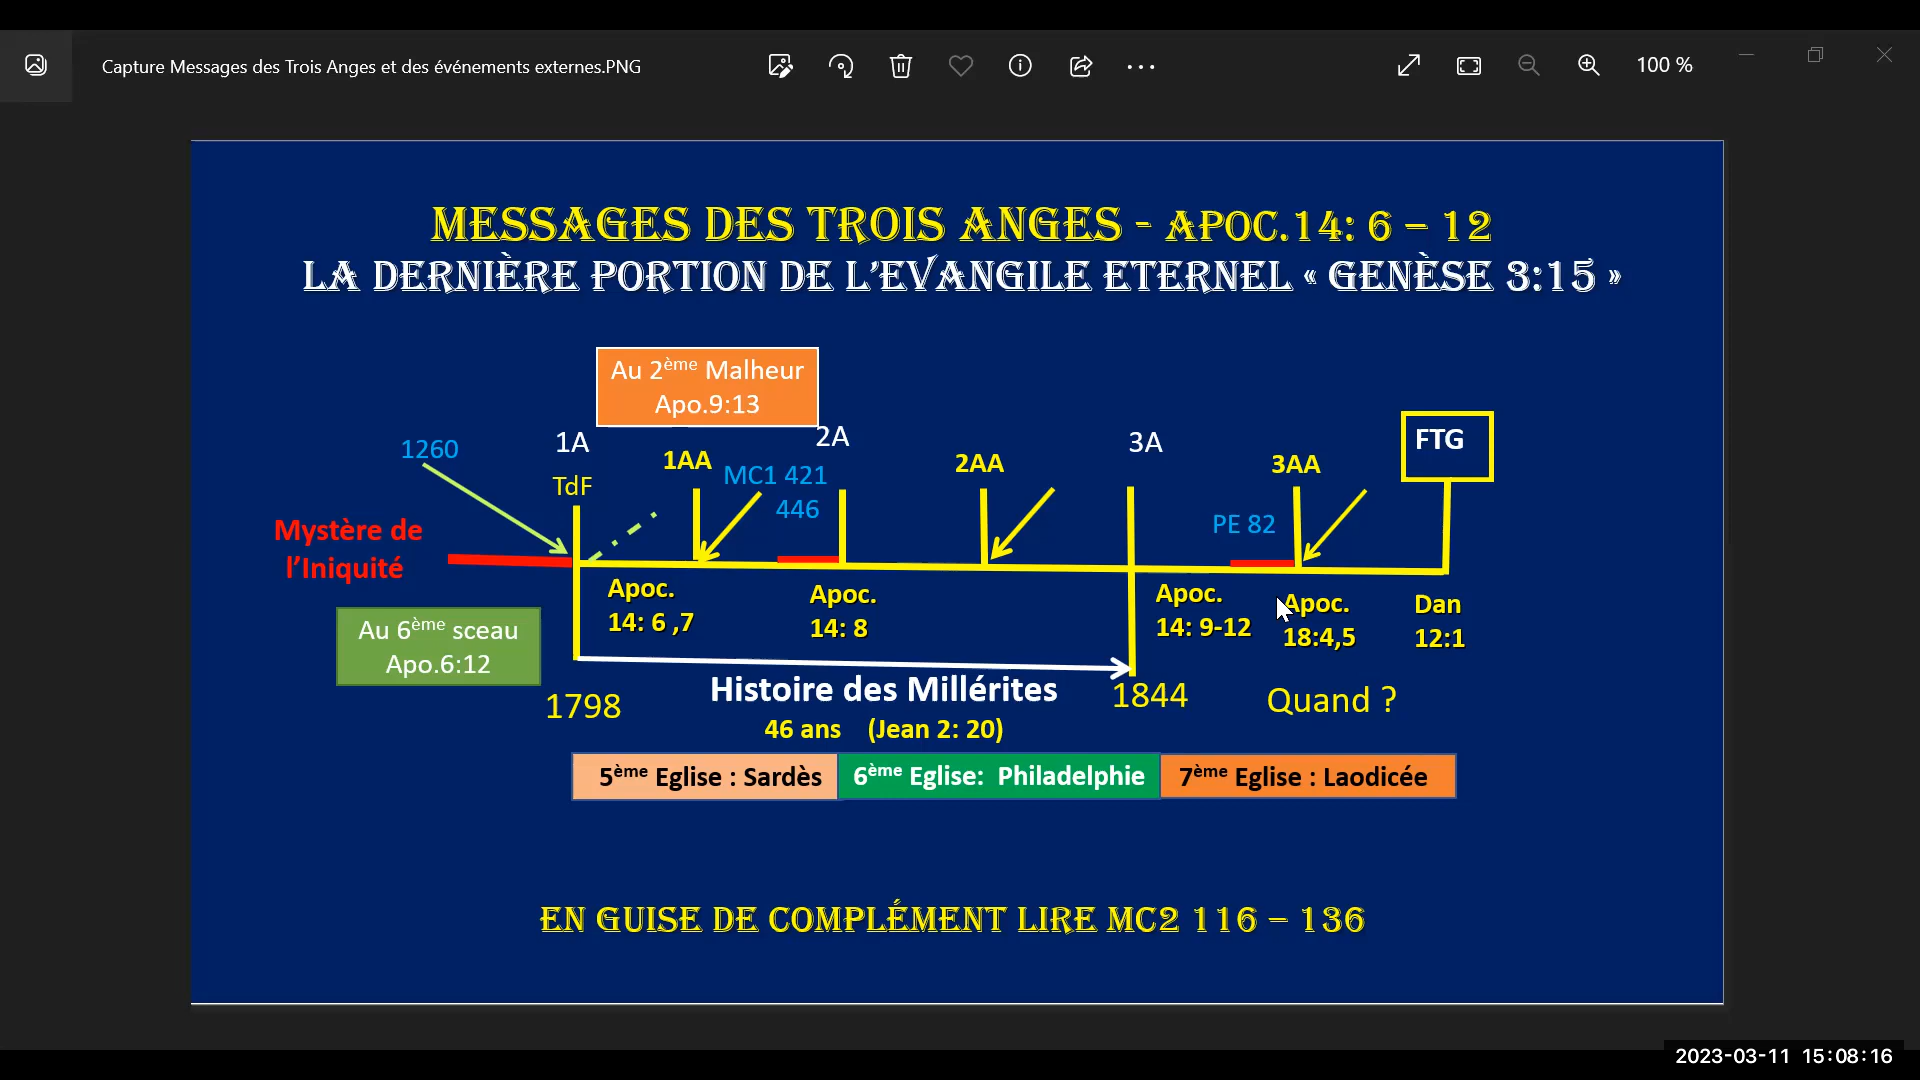 Capture Messages des Trois Anges et des événements externes.PNG
100 %
MESSAGES DES TROIS ANGES - APOC.14: 6 – 12
LA DERNIÈRE PORTION DE L’EVANGILE ETERNEL « GENÈSE 3:15 »
Au 2ème Malheur
Apo.9:13
1260
1A
TdF
1AA
MC1 421
446
2A
2AA
3A
3AA
PE 82
FTG
Mystère de
l’Iniquité
Apoc.
14: 6 ,7
Apoc.
14: 8
Apoc.
14: 9-12
Apoc.
18:4,5
Dan
12:1
Au 6ème sceau
Apo.6:12
1798
Histoire des Millérites
46 ans (Jean 2: 20)
1844
Quand ?
5ème Eglise : Sardès
6ème Eglise: Philadelphie
7ème Eglise : Laodicée
EN GUISE DE COMPLÉMENT LIRE MC2 116 – 136
2023-03-11 15:08:16